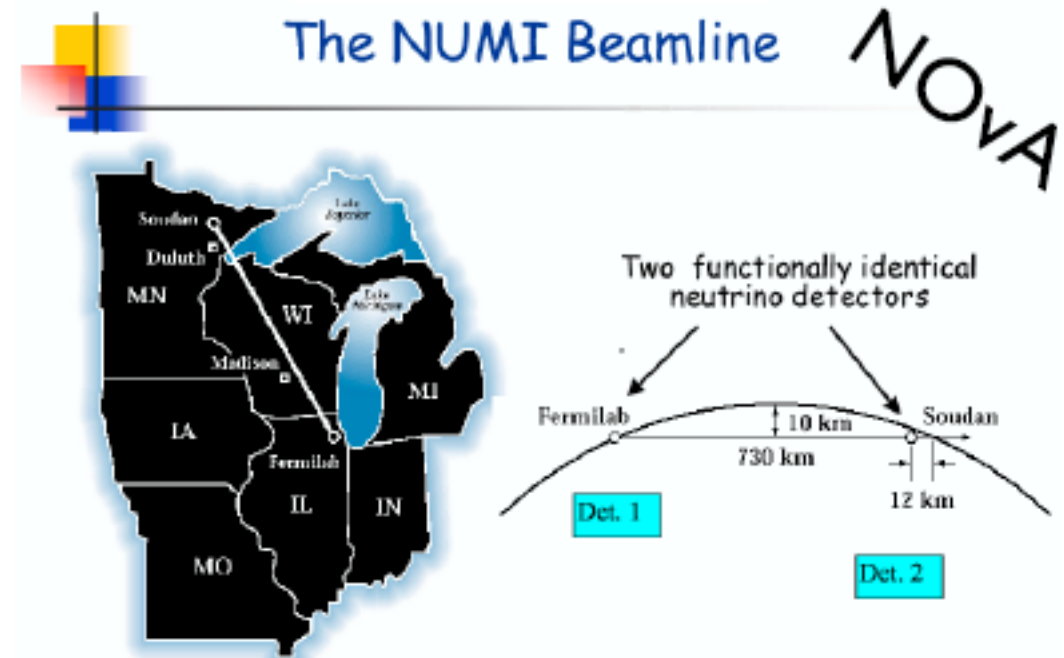 The NUMI Beamline
NOvA
Soudan
Lake
Superior
Duluth
MN
WI
Lake
Michigan
Madison
MI
IA
Fermilab
IL
IN
MO
Two functionally identical
neutrino detectors
Fermilab
Soudan
10 km
730 km
12 km
Det. 1
Det. 2